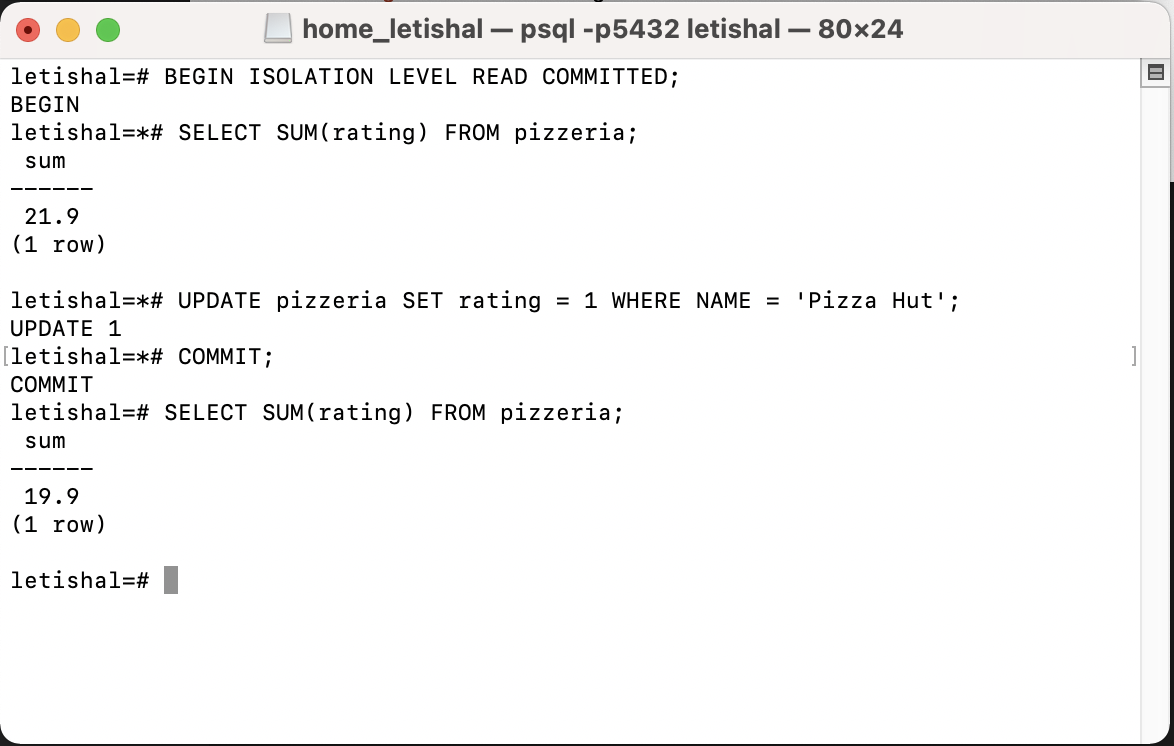 home_letishal — psql -p5432 letishal — 80×24
letishal=# BEGIN ISOLATION LEVEL READ COMMITTED;
BEGIN
letishal=*# SELECT SUM(rating) FROM pizzeria;
 sum
------
 21.9
(1 row)

letishal=*# UPDATE pizzeria SET rating = 1 WHERE NAME = 'Pizza Hut';
UPDATE 1
[letishal=*# COMMIT; ]
COMMIT
letishal=# SELECT SUM(rating) FROM pizzeria;
 sum
------
 19.9
(1 row)

letishal=#